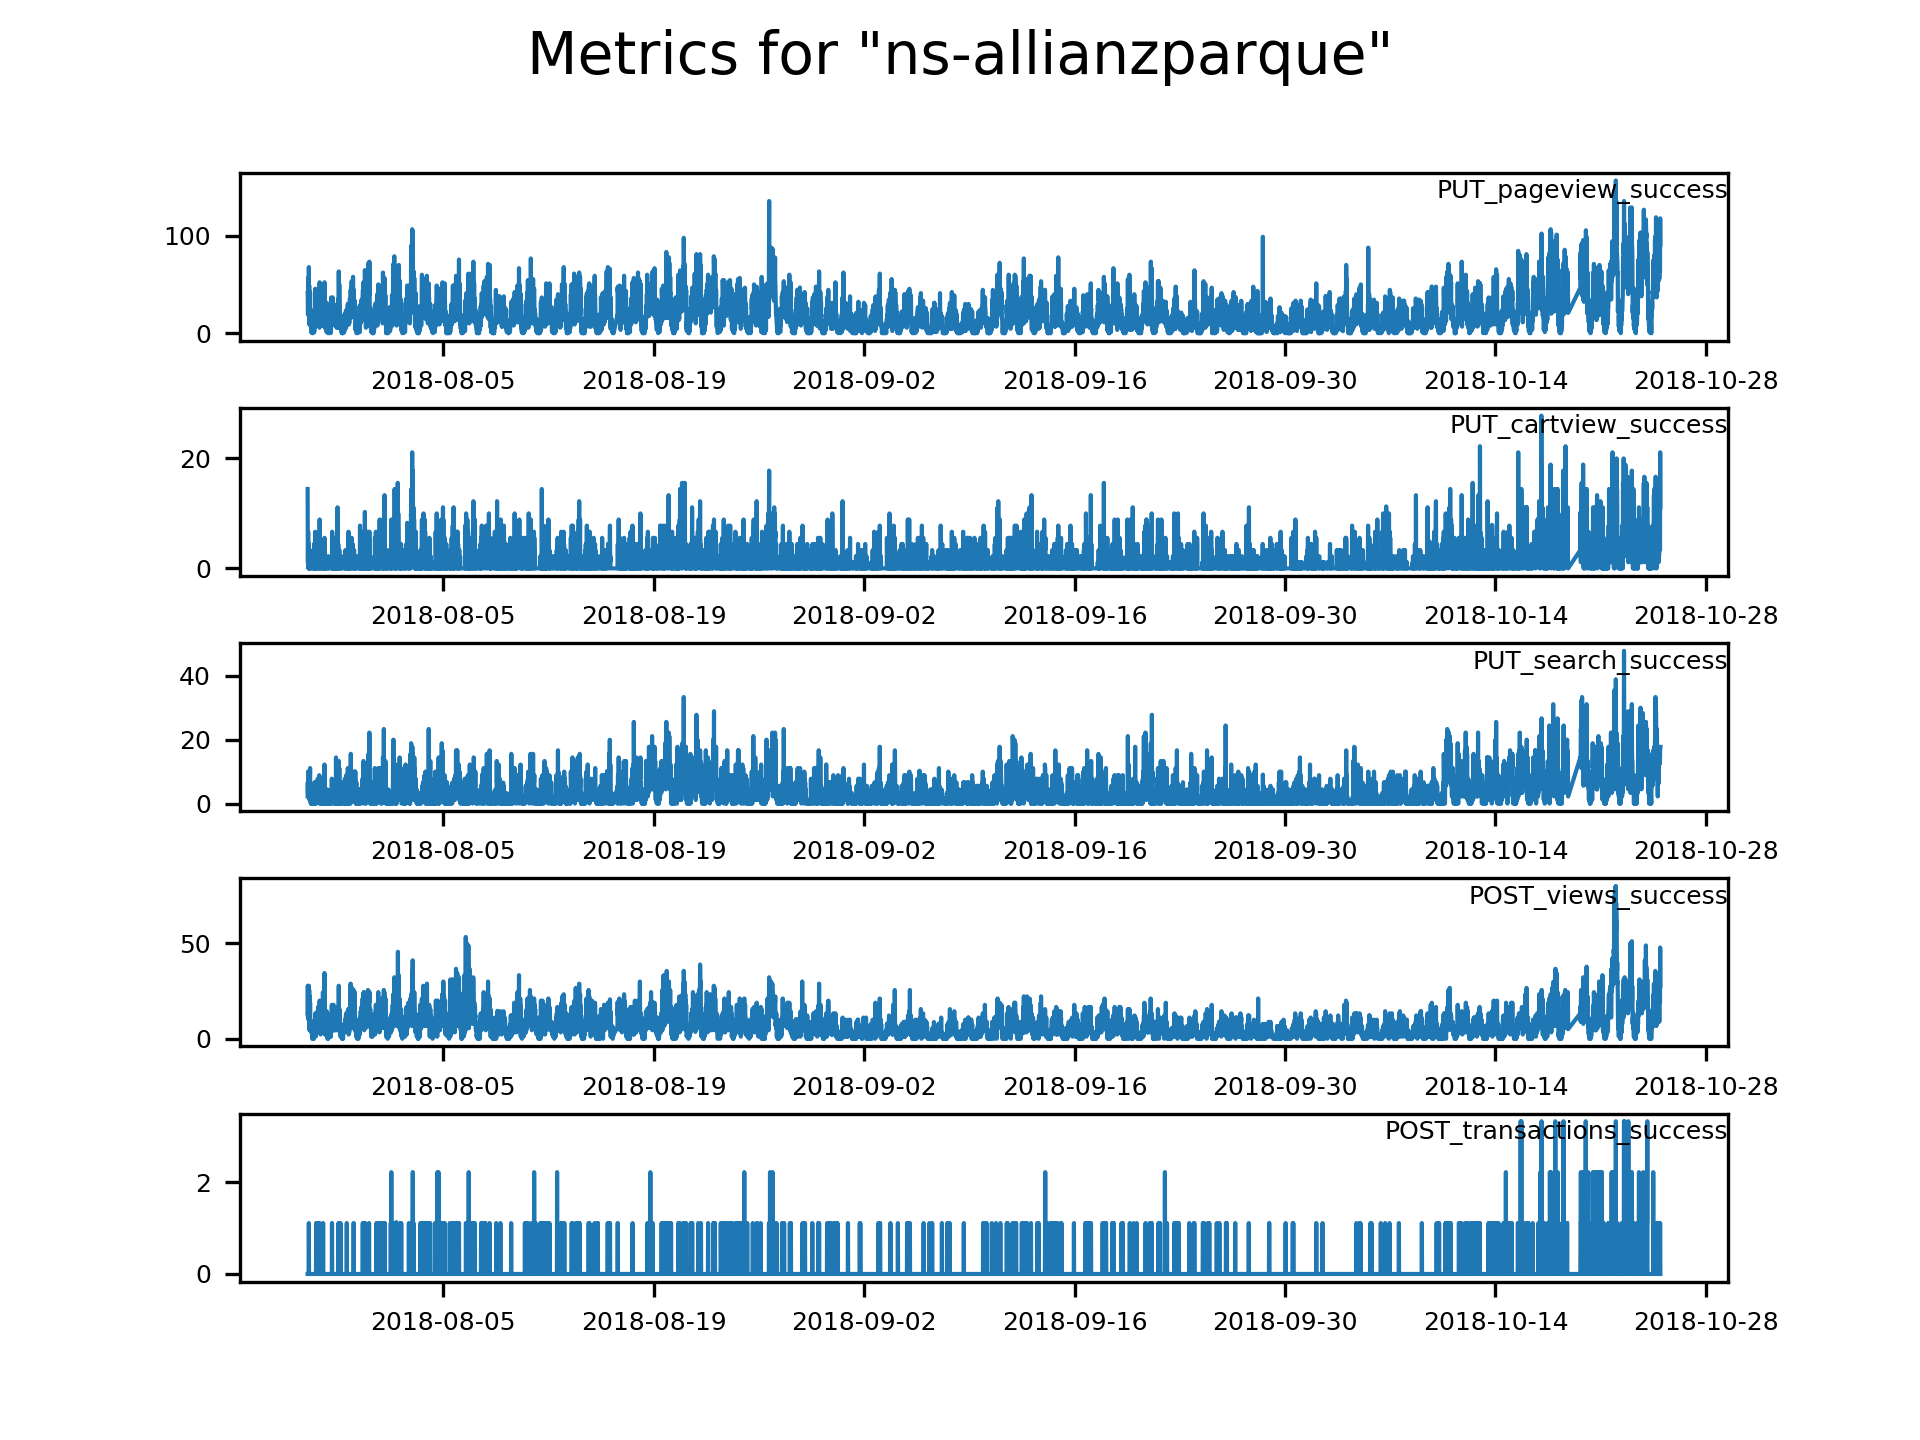 Metrics for "ns-allianzparque"
PUT_pageview_success
100
0
2018-08-05 2018-08-19 2018-09-02 2018-09-16 2018-09-30 2018-10-14 2018-10-28
PUT_cartview_success
20
0
2018-08-05 2018-08-19 2018-09-02 2018-09-16 2018-09-30 2018-10-14 2018-10-28
PUT_search_success
40
20
0
2018-08-05 2018-08-19 2018-09-02 2018-09-16 2018-09-30 2018-10-14 2018-10-28
POST_views_success
50
0
2018-08-05 2018-08-19 2018-09-02 2018-09-16 2018-09-30 2018-10-14 2018-10-28
POST_transactions_success
2
0
2018-08-05 2018-08-19 2018-09-02 2018-09-16 2018-09-30 2018-10-14 2018-10-28